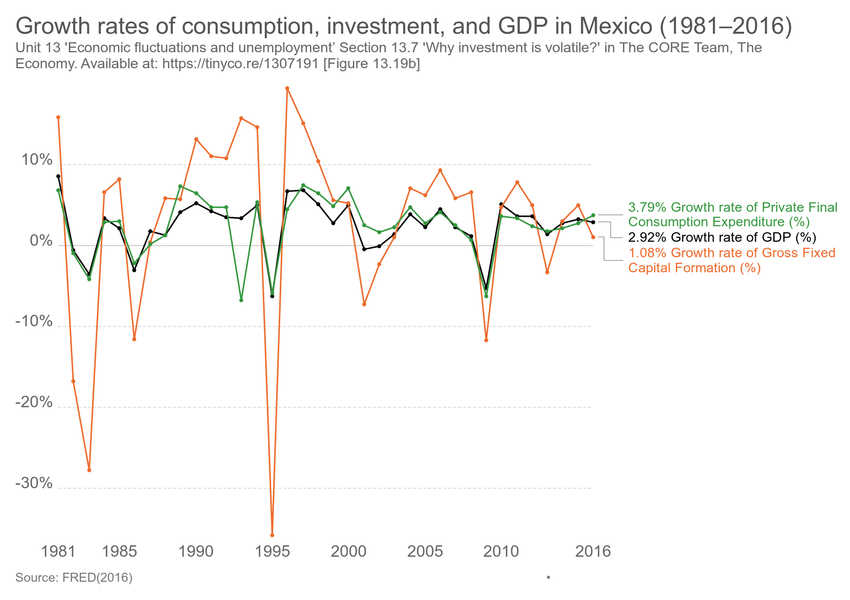 Growth rates of consumption, investment, and GDP in Mexico (1981–2016)
Unit 13 'Economic fluctuations and unemployment' Section 13.7 'Why investment is volatile?' in The CORE Team, The
Economy. Available at: https://tinyco.re/1307191 [Figure 13.19b]
10%
0%
-10%
-20%
-30%
3.79% Growth rate of Private Final
Consumption Expenditure (%)
2.92% Growth rate of GDP (%)
1.08% Growth rate of Gross Fixed
Capital Formation (%)
1981 1985 1990 1995 2000 2005 2010 2016
Source: FRED(2016)